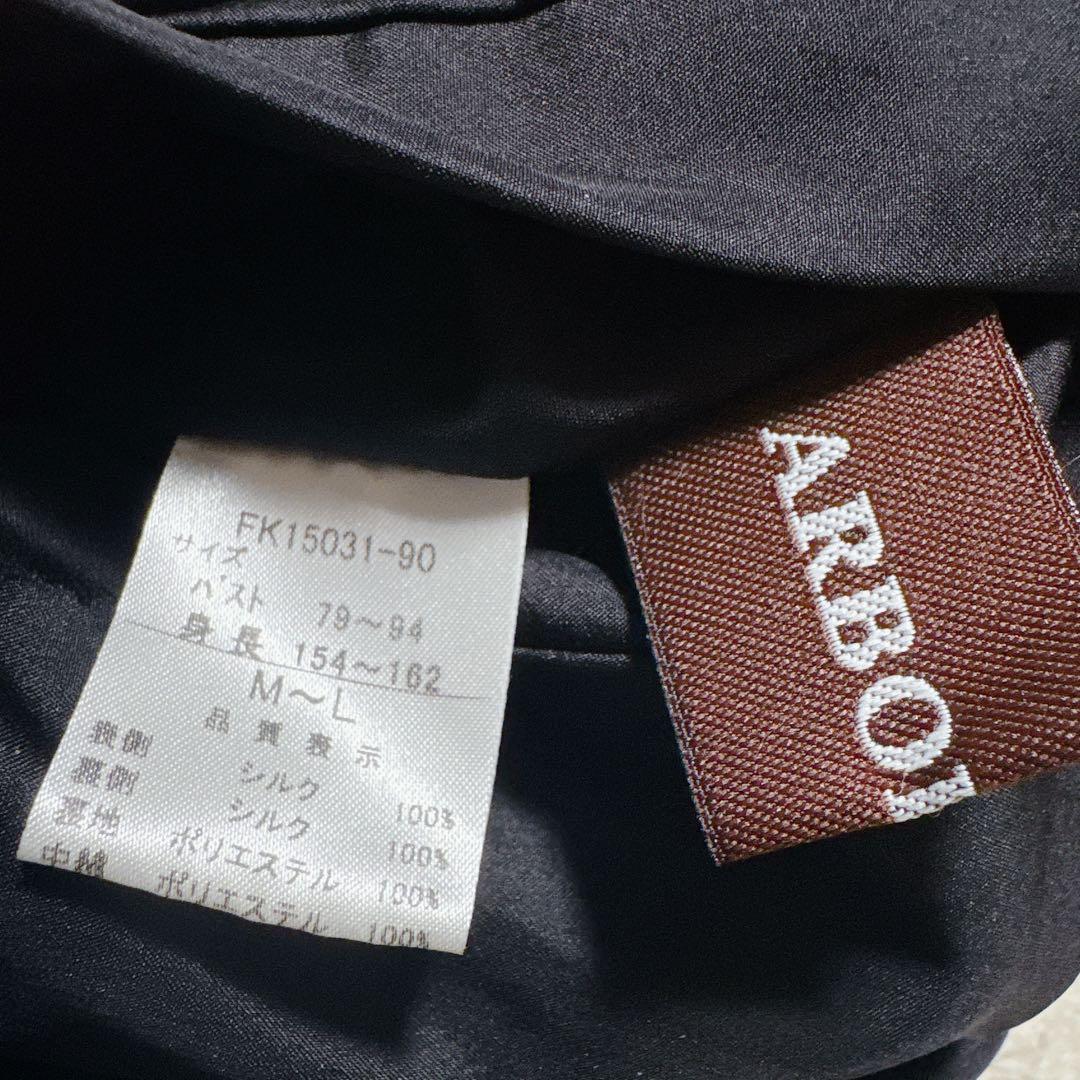 FK15031-90
サイズ
バスト 79～94
身長 154～162
M～L
品質表示
表側 シルク 100%
裏側 シルク 100%
裏地 ポリエステル 100%
中綿 ポリエステル 100%
ARBOI